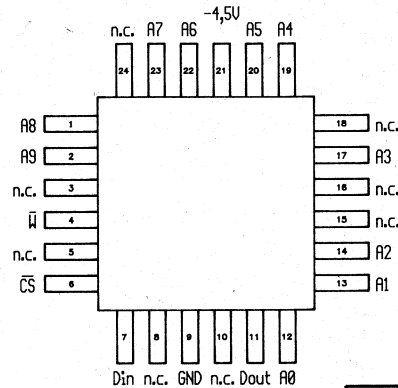 -4,5V
n.c. A7 A6 A5 A4
24 23 22 21 20 19
A8 1 18 n.c.
A9 2 17 A3
n.c. 3 16 n.c.
W̅ 4 15 n.c.
n.c. 5 14 A2
C̅S̅ 6 13 A1
7 8 9 10 11 12
Din n.c. GND n.c. Dout A0